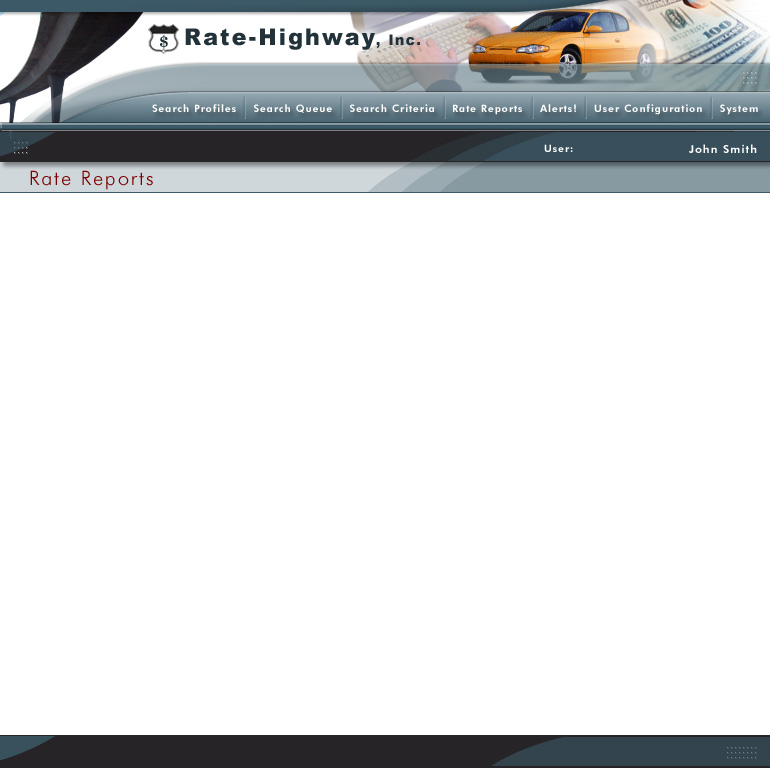 $ Rate-Highway, Inc.
100
Search Profiles Search Queue Search Criteria Rate Reports Alerts! User Configuration System
User: John Smith
Rate Reports